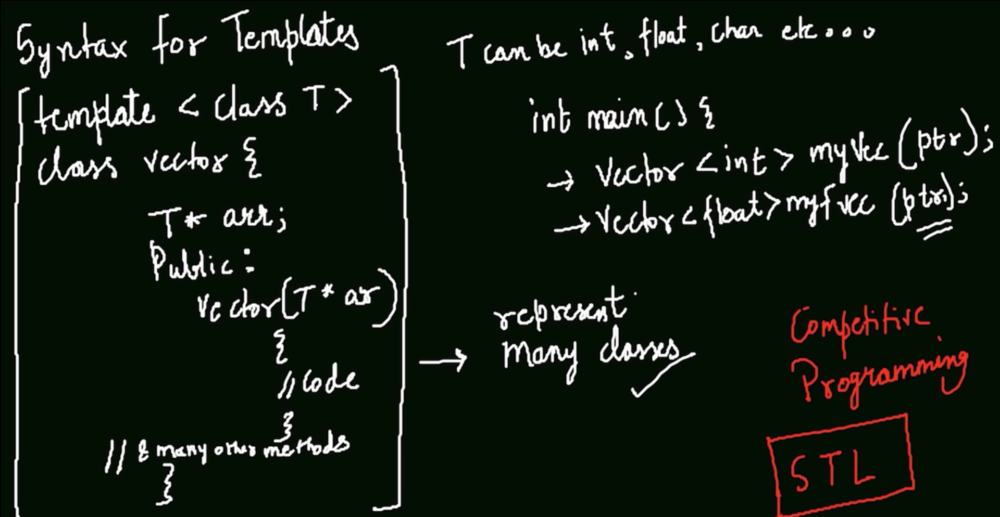 Syntax for Templates
template < class T >
class vector {
T* arr;
Public :
vector(T* ar)
{
// code
}
// & many other methods
}
T can be int, float, char etc...
int main() {
→ vector <int> myvec (ptr);
→ vector <float> myfvec (ptr1);
→ represent
many classes
Competitive
Programming
STL